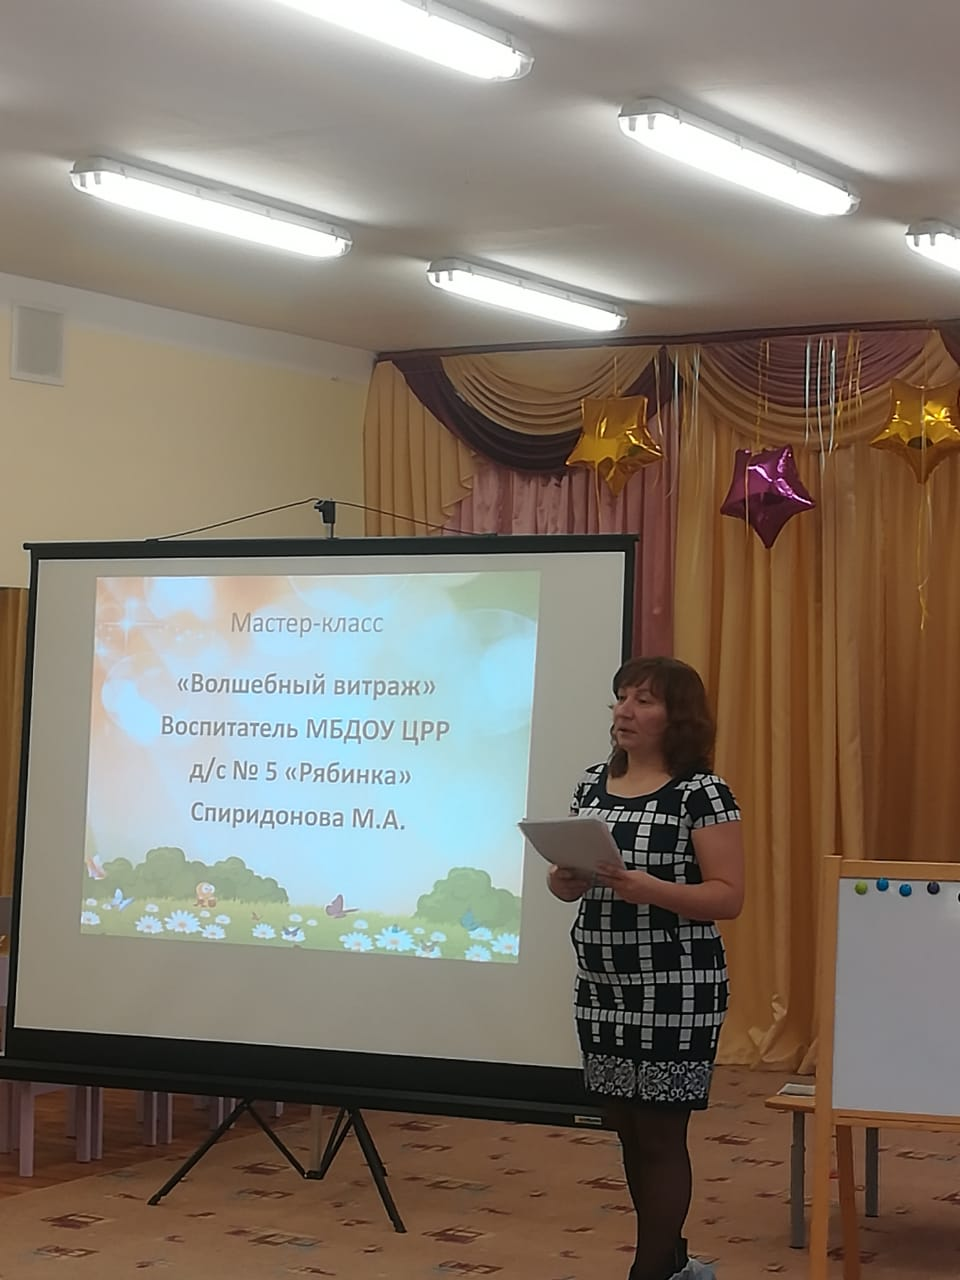 Мастер-класс
«Волшебный витраж»
Воспитатель МБДОУ ЦРР
д/с № 5 «Рябинка»
Спиридонова М.А.